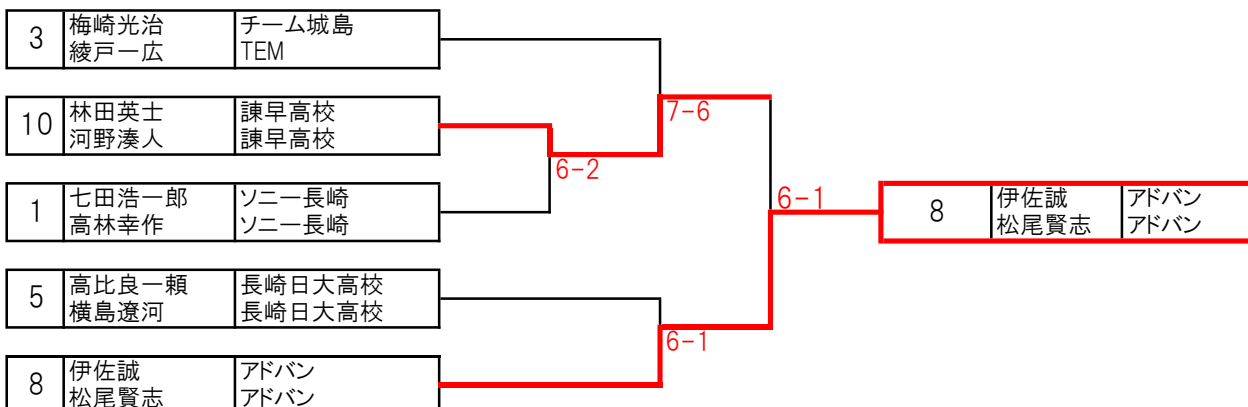 3 梅崎光治 チーム城島
綾戸一広 TEM
7-6
10 林田英士 諫早高校
河野湊人 諫早高校
6-2
1 七田浩一郎 ソニー長崎
高林幸作 ソニー長崎
6-1
8 伊佐誠 アドバン
松尾賢志 アドバン
5 高比良一頼 長崎日大高校
横島遼河 長崎日大高校
6-1
8 伊佐誠 アドバン
松尾賢志 アドバン